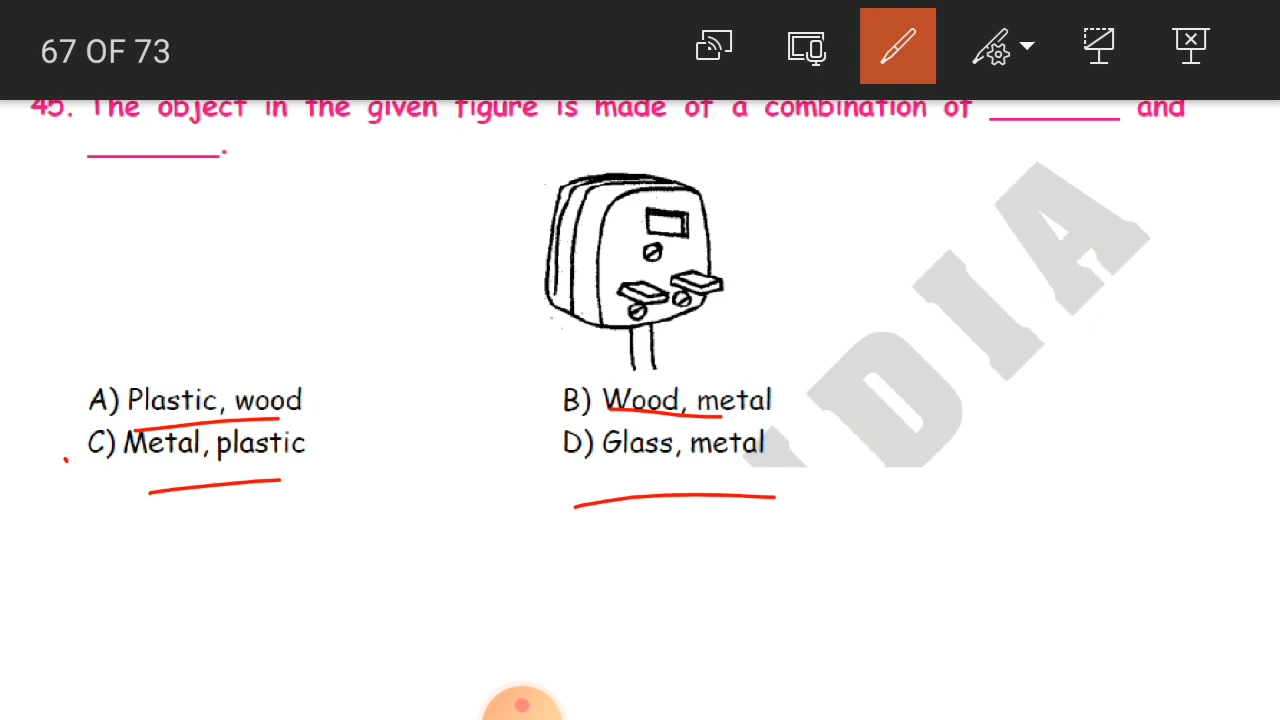 67 OF 73
45. The object in the given figure is made of a combination of ________ and
________.
A) Plastic, wood
B) Wood, metal
C) Metal, plastic
D) Glass, metal
DIA